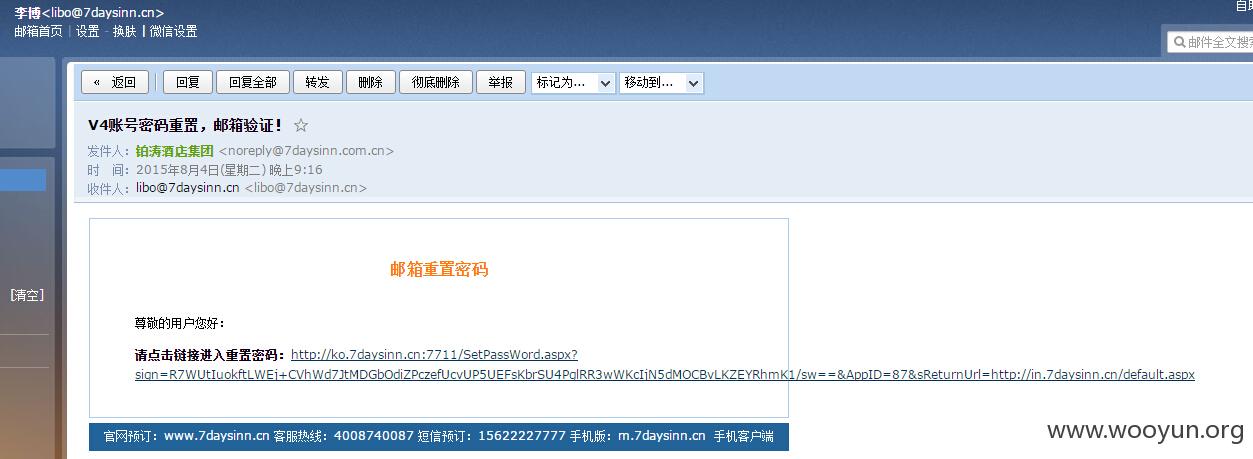 李博<libo@7daysinn.cn>
自助
邮箱首页 | 设置 - 换肤 | 微信设置
邮件全文搜索
« 返回 回复 回复全部 转发 删除 彻底删除 举报 标记为... 移动到...
V4账号密码重置，邮箱验证！ ☆
发件人：铂涛酒店集团 <noreply@7daysinn.com.cn>
时 间：2015年8月4日(星期二) 晚上9:16
收件人：libo@7daysinn.cn <libo@7daysinn.cn>
邮箱重置密码
[清空]
尊敬的用户您好：
请点击链接进入重置密码：http://ko.7daysinn.cn:7711/SetPassWord.aspx?
sign=R7WUtIuokftLWEj+CVhWd7JtMDGbOdiZPczefUcvUP5UEFsKbrSU4PqlRR3wWKcIjN5dMOCBvLKZEYRhmK1/sw==&AppID=87&sReturnUrl=http://in.7daysinn.cn/default.aspx
官网预订：www.7daysinn.cn 客服热线：4008740087 短信预订：15622227777 手机版：m.7daysinn.cn 手机客户端
www.wooyun.org